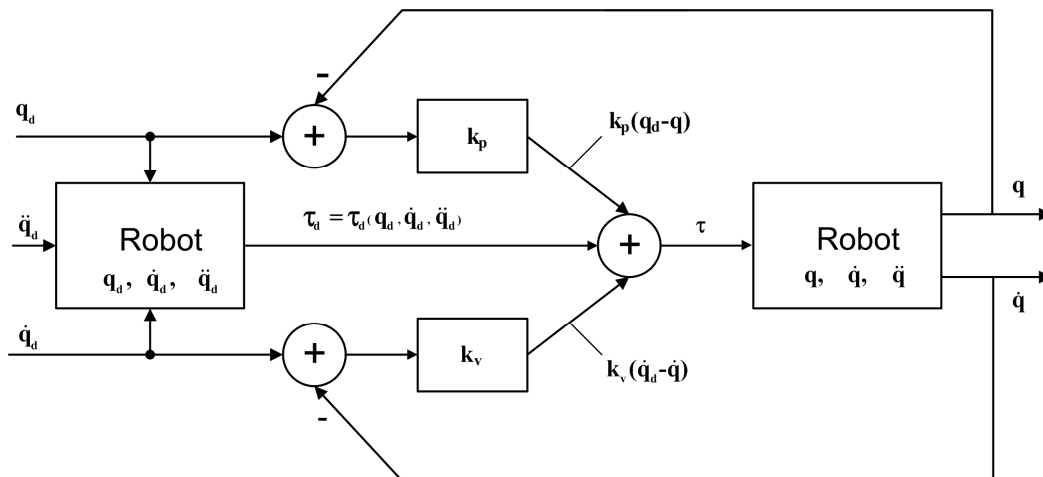 -
q_d
+
k_p
k_p(q_d-q)
q̈_d
Robot
q_d, q̇_d, q̈_d
τ_d = τ_d(q_d, q̇_d, q̈_d)
+
τ
Robot
q, q̇, q̈
q
q̇
q̇_d
+
k_v
k_v(q̇_d-q̇)
-